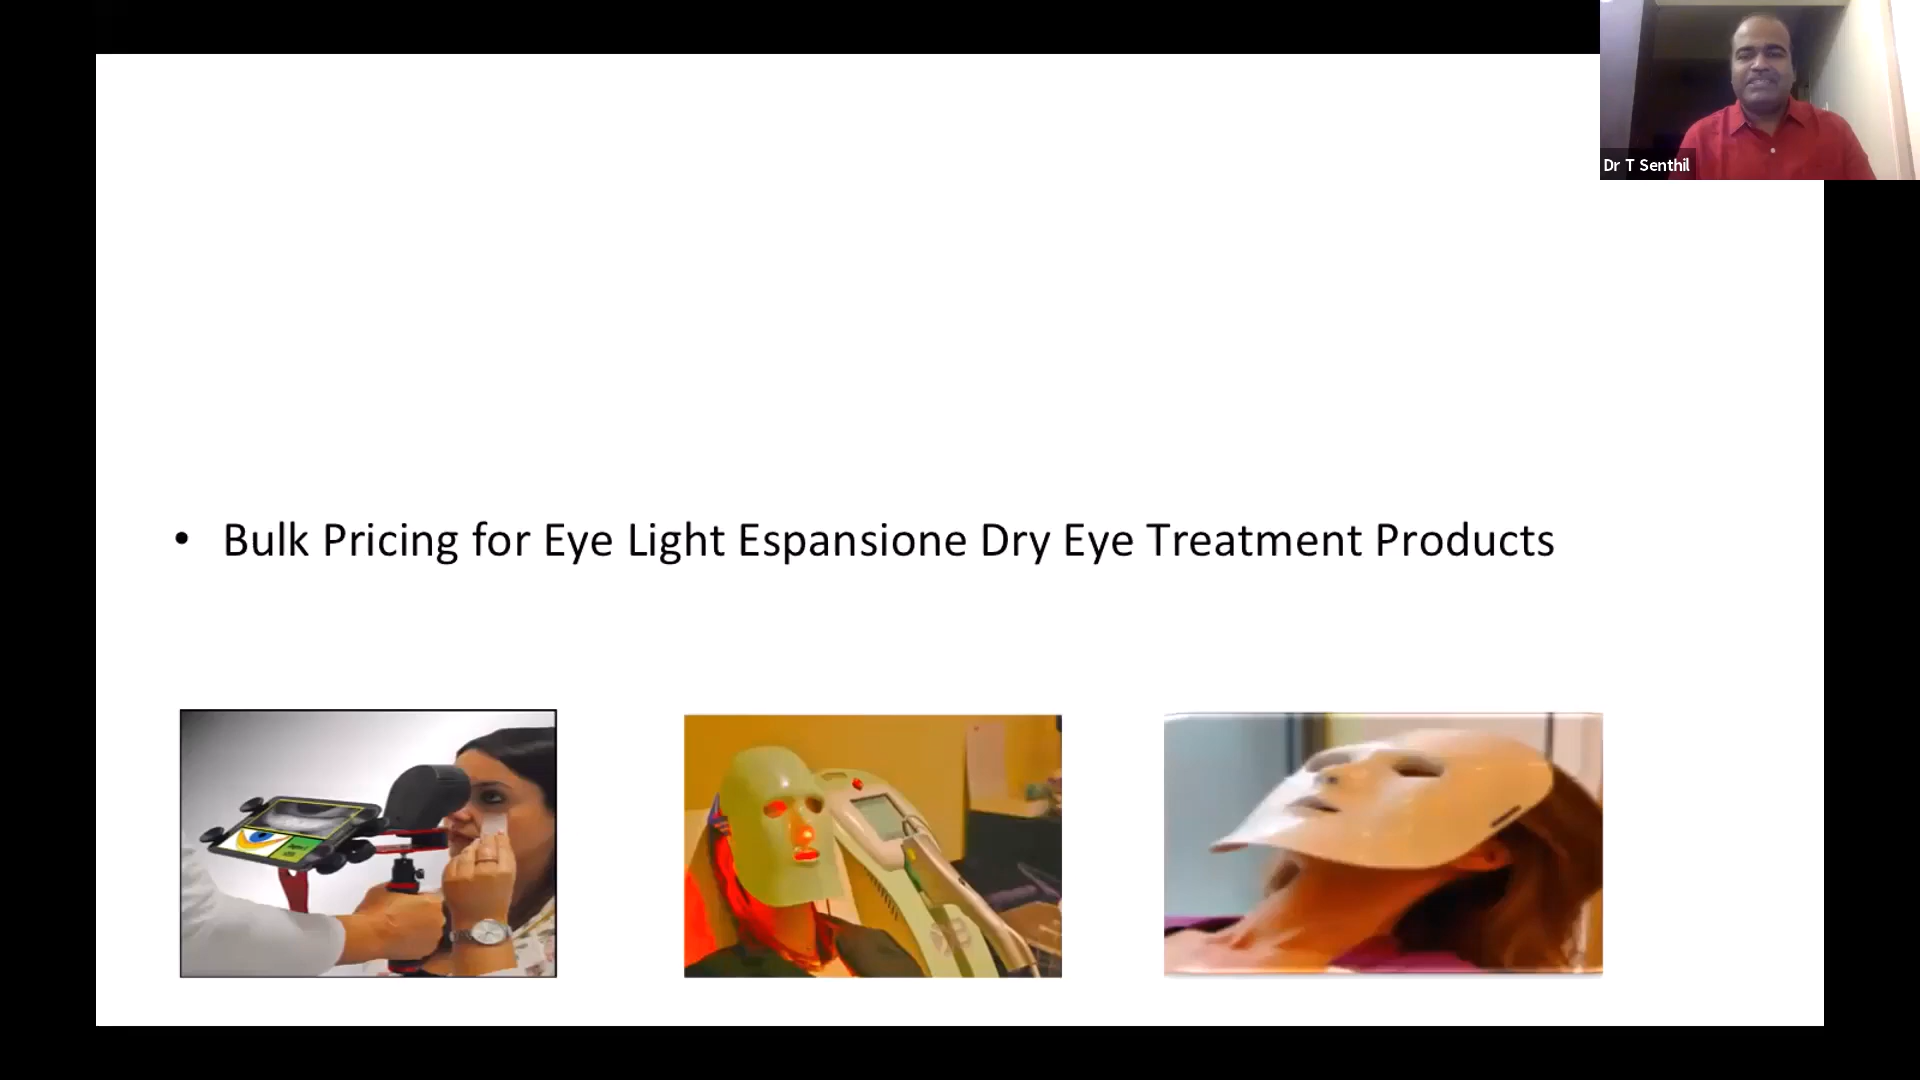 Dr T Senthil
• Bulk Pricing for Eye Light Espansione Dry Eye Treatment Products